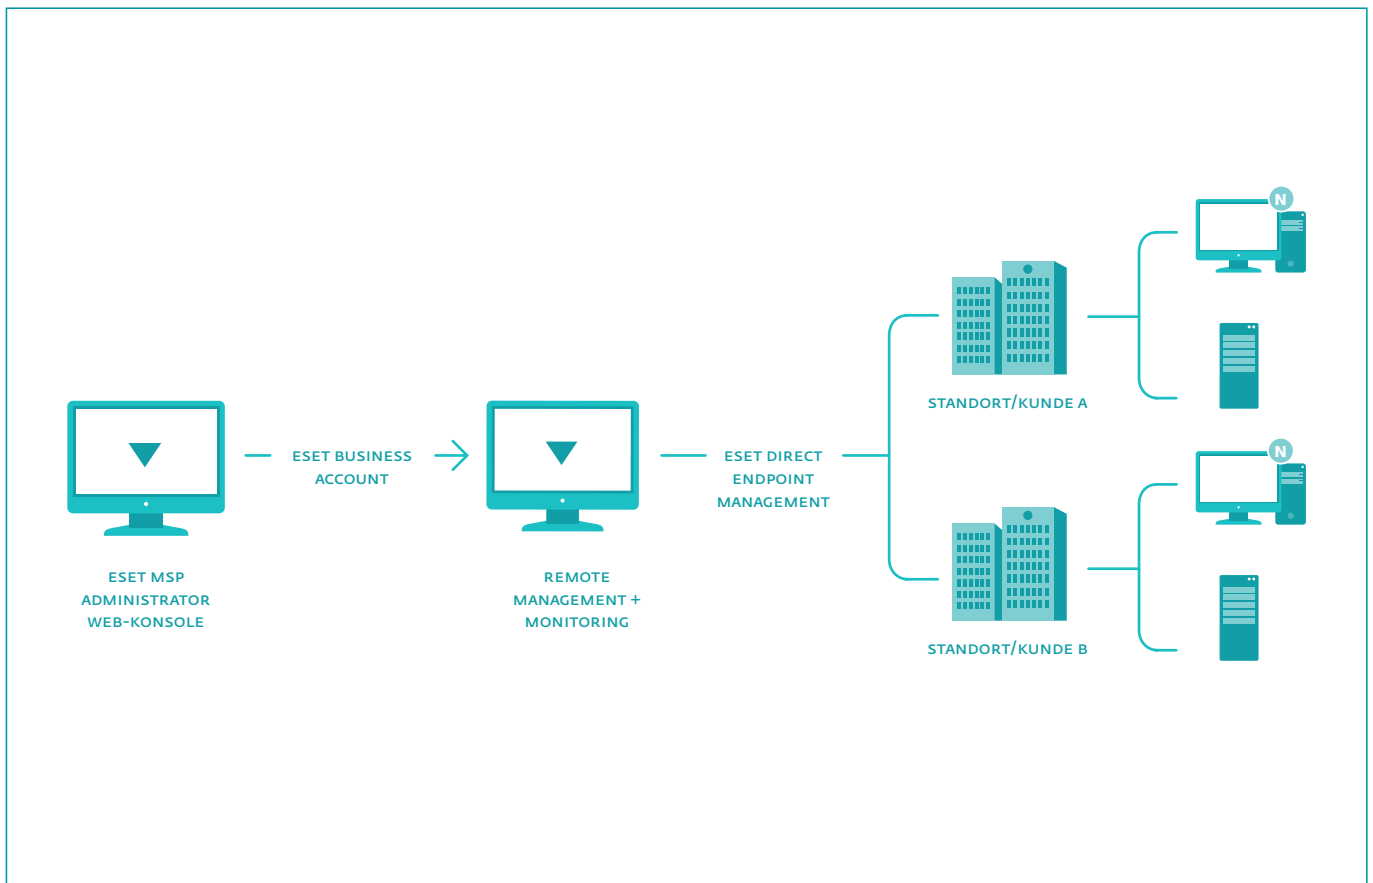 N
STANDORT/KUNDE A
N
ESET BUSINESS
ACCOUNT
ESET DIRECT
ENDPOINT
MANAGEMENT
ESET MSP
ADMINISTRATOR
WEB-KONSOLE
REMOTE
MANAGEMENT +
MONITORING
STANDORT/KUNDE B